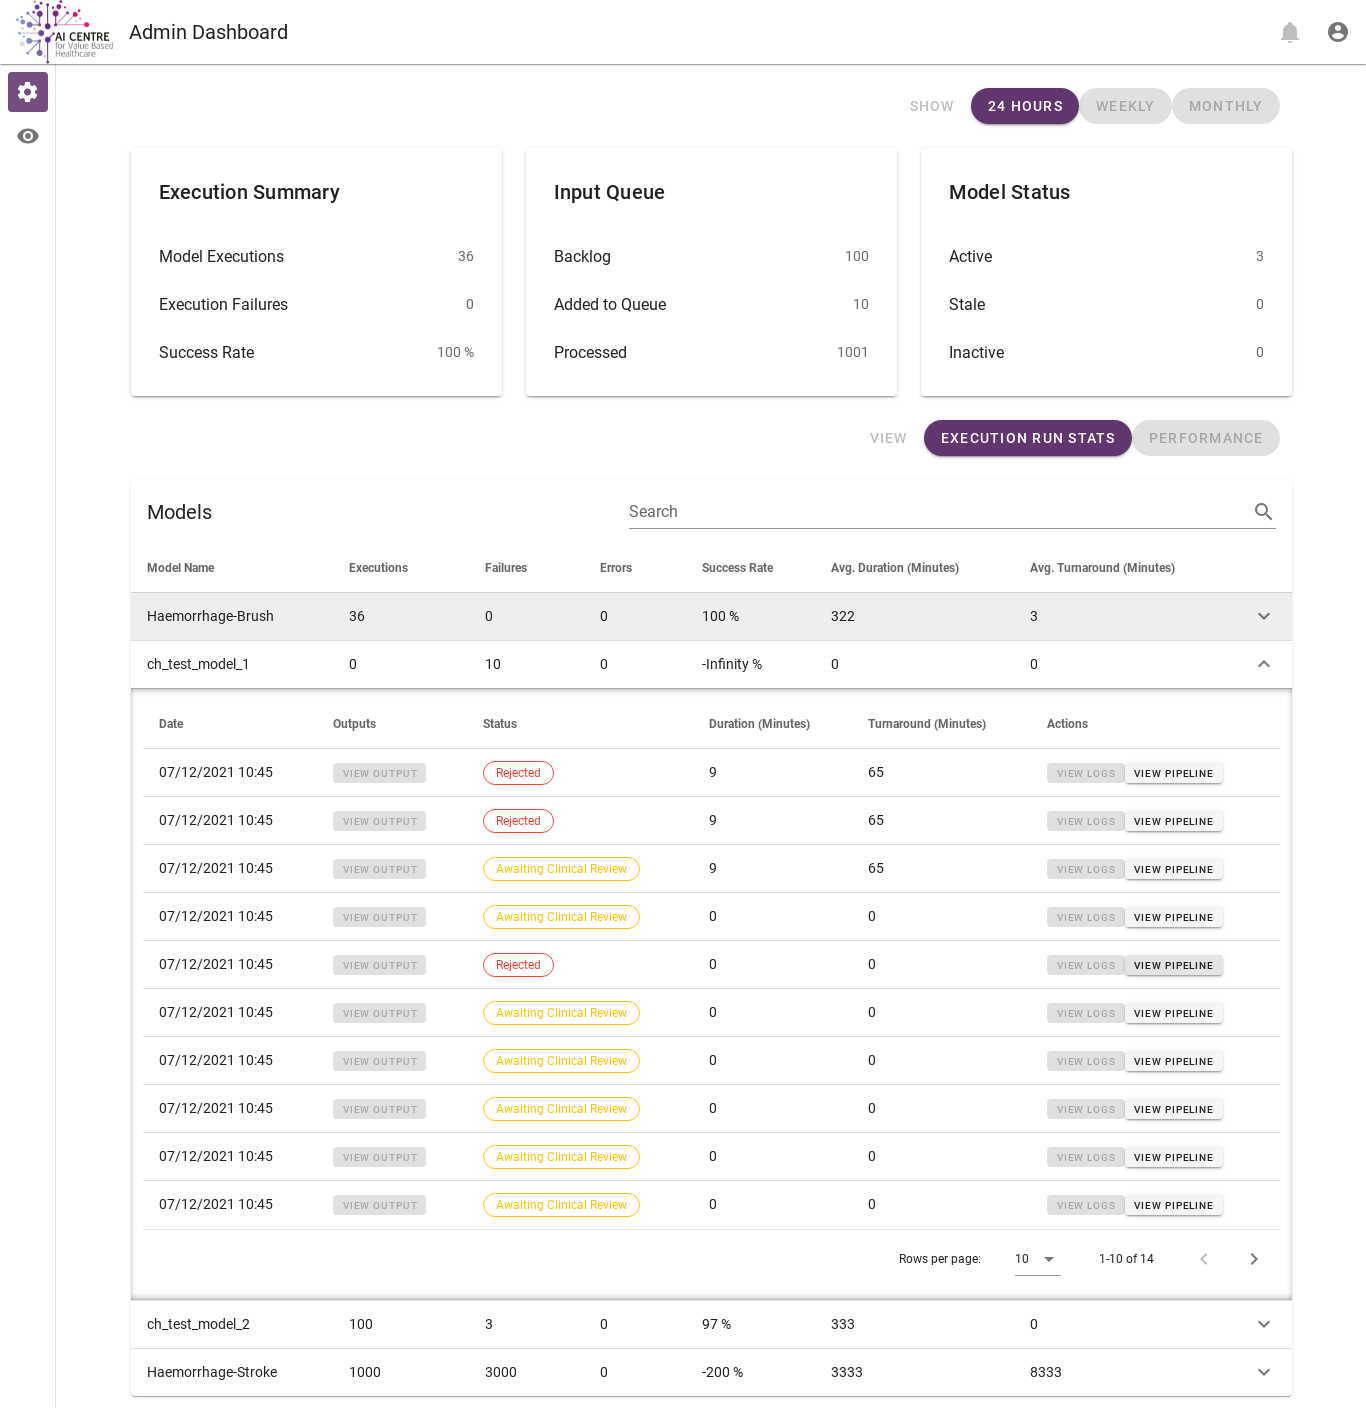 AI CENTRE
for Value Based
Healthcare
Admin Dashboard
SHOW 24 HOURS WEEKLY MONTHLY
Execution Summary
Model Executions 36
Execution Failures 0
Success Rate 100 %
Input Queue
Backlog 100
Added to Queue 10
Processed 1001
Model Status
Active 3
Stale 0
Inactive 0
VIEW EXECUTION RUN STATS PERFORMANCE
Models Search
Model Name Executions Failures Errors Success Rate Avg. Duration (Minutes) Avg. Turnaround (Minutes)
Haemorrhage-Brush 36 0 0 100 % 322 3
ch_test_model_1 0 10 0 -Infinity % 0 0
Date Outputs Status Duration (Minutes) Turnaround (Minutes) Actions
07/12/2021 10:45 VIEW OUTPUT Rejected 9 65 VIEW LOGS VIEW PIPELINE
07/12/2021 10:45 VIEW OUTPUT Rejected 9 65 VIEW LOGS VIEW PIPELINE
07/12/2021 10:45 VIEW OUTPUT Awaiting Clinical Review 9 65 VIEW LOGS VIEW PIPELINE
07/12/2021 10:45 VIEW OUTPUT Awaiting Clinical Review 0 0 VIEW LOGS VIEW PIPELINE
07/12/2021 10:45 VIEW OUTPUT Rejected 0 0 VIEW LOGS VIEW PIPELINE
07/12/2021 10:45 VIEW OUTPUT Awaiting Clinical Review 0 0 VIEW LOGS VIEW PIPELINE
07/12/2021 10:45 VIEW OUTPUT Awaiting Clinical Review 0 0 VIEW LOGS VIEW PIPELINE
07/12/2021 10:45 VIEW OUTPUT Awaiting Clinical Review 0 0 VIEW LOGS VIEW PIPELINE
07/12/2021 10:45 VIEW OUTPUT Awaiting Clinical Review 0 0 VIEW LOGS VIEW PIPELINE
07/12/2021 10:45 VIEW OUTPUT Awaiting Clinical Review 0 0 VIEW LOGS VIEW PIPELINE
Rows per page: 10 1-10 of 14
ch_test_model_2 100 3 0 97 % 333 0
Haemorrhage-Stroke 1000 3000 0 -200 % 3333 8333